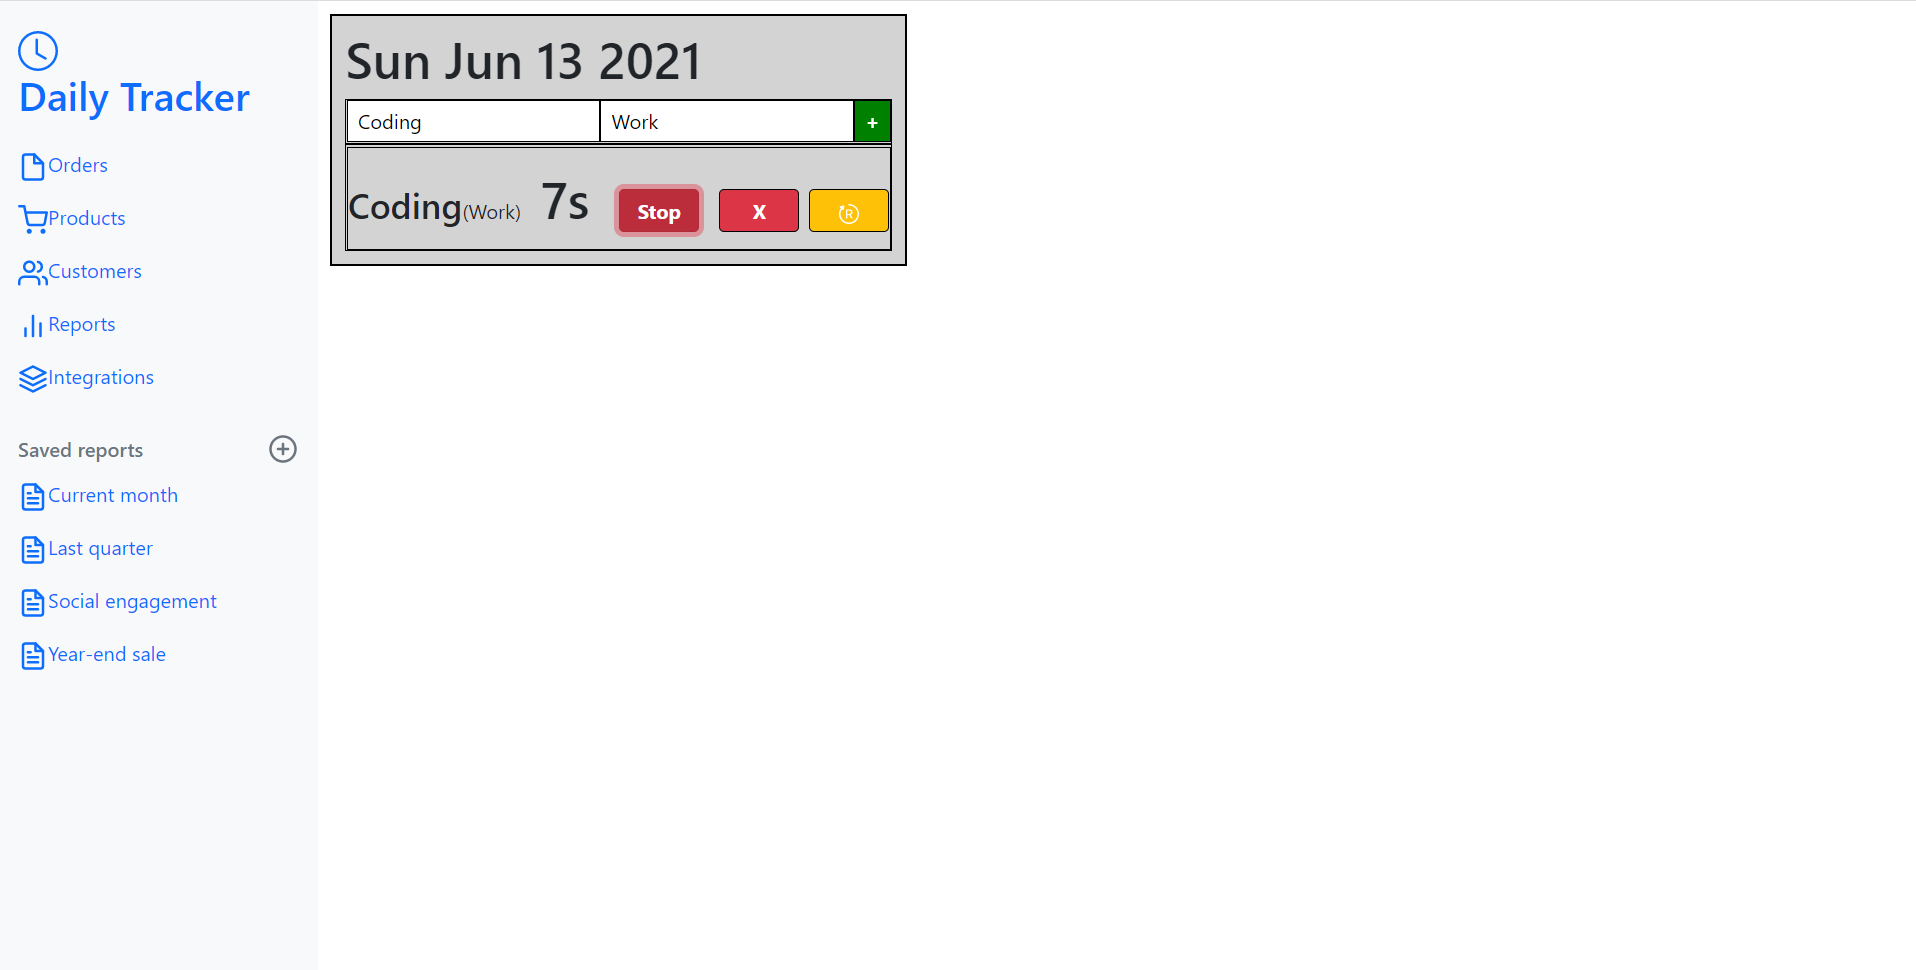 Daily Tracker
Orders
Products
Customers
Reports
Integrations
Saved reports
Current month
Last quarter
Social engagement
Year-end sale
Sun Jun 13 2021
Coding Work +
Coding(Work) 7s Stop X R